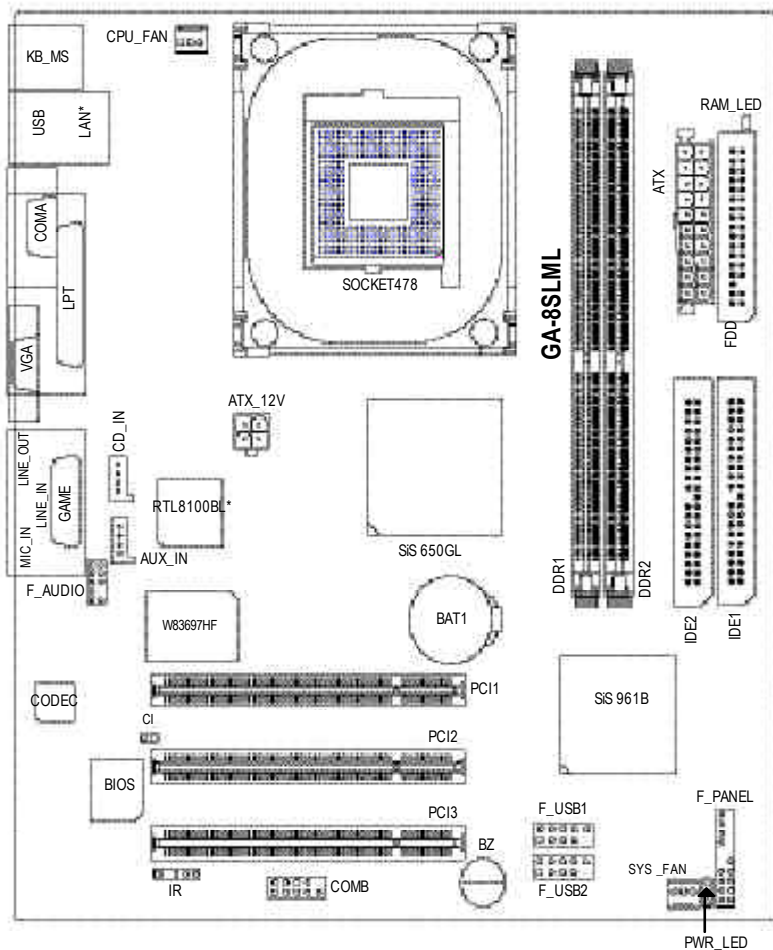 CPU_FAN
KB_MS
USB
LAN*
RAM_LED
ATX
COMA
LPT
SOCKET478
GA-8SLML
FDD
VGA
ATX_12V
CD_IN
LINE_OUT
LINE_IN
GAME
MIC_IN
RTL8100BL*
AUX_IN
SiS 650GL
F_AUDIO
DDR1
DDR2
IDE2
IDE1
W83697HF
BAT1
CODEC
PCI1
SiS 961B
CI
PCI2
BIOS
PCI3
F_USB1
F_PANEL
BZ
SYS _FAN
IR
COMB
F_USB2
PWR_LED